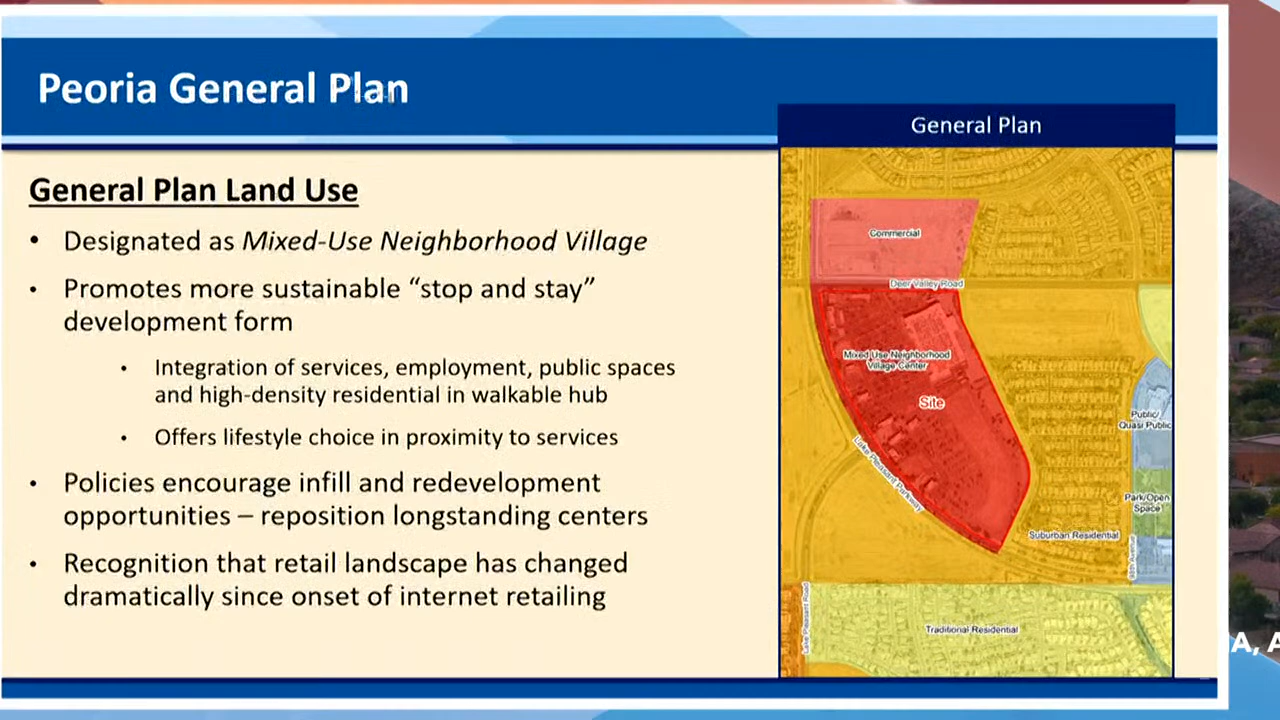 Peoria General Plan
General Plan
General Plan Land Use
• Designated as Mixed-Use Neighborhood Village
• Promotes more sustainable “stop and stay”
development form
• Integration of services, employment, public spaces
and high-density residential in walkable hub
• Offers lifestyle choice in proximity to services
• Policies encourage infill and redevelopment
opportunities – reposition longstanding centers
• Recognition that retail landscape has changed
dramatically since onset of internet retailing
Commercial
Deer Valley Road
Mixed Use Neighborhood
Village Center
Site
Lake Pleasant Parkway
Public/
Quasi Public
Park/Open
Space
Suburban Residential
Lake Pleasant Road
Traditional Residential
A, A